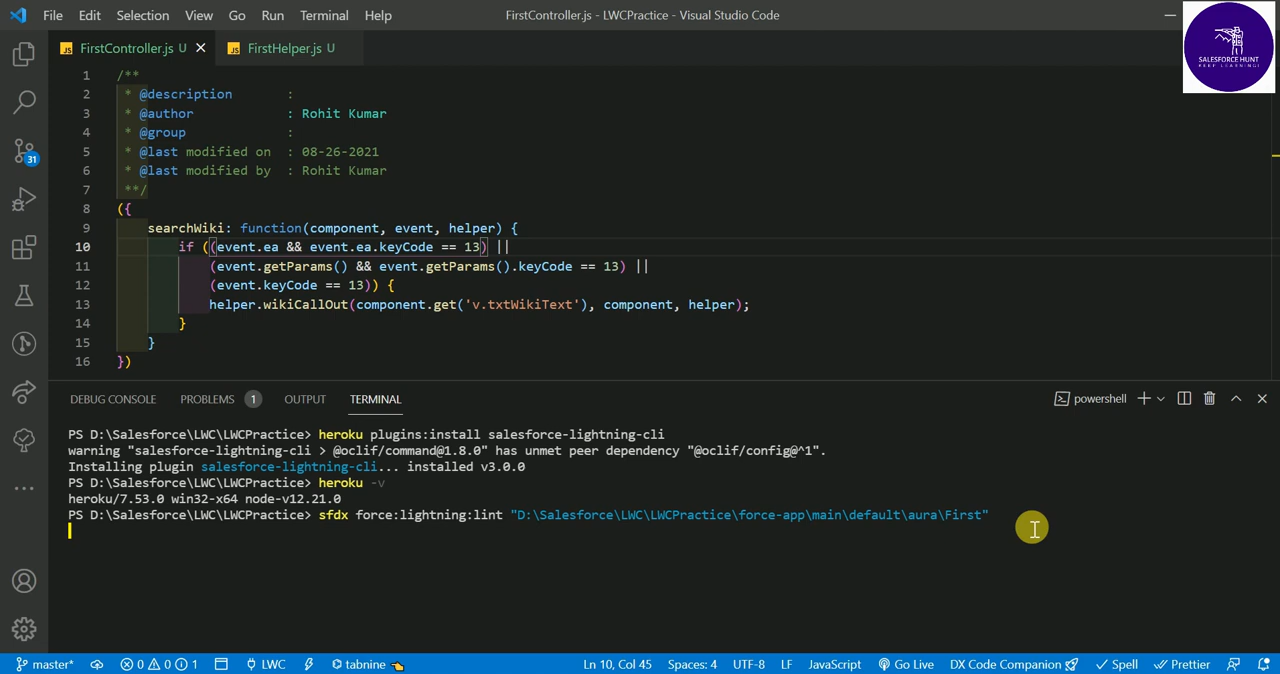 File Edit Selection View Go Run Terminal Help FirstController.js - LWCPractice - Visual Studio Code
SALESFORCE HUNT
KEEP LEARNING!
JS FirstController.js U JS FirstHelper.js U
1 /**
2 * @description :
3 * @author : Rohit Kumar
4 * @group :
5 * @last modified on : 08-26-2021
6 * @last modified by : Rohit Kumar
7 **/
8 ({
9 searchWiki: function(component, event, helper) {
10 if ((event.ea && event.ea.keyCode == 13) ||
11 (event.getParams() && event.getParams().keyCode == 13) ||
12 (event.keyCode == 13)) {
13 helper.wikiCallOut(component.get('v.txtWikiText'), component, helper);
14 }
15 }
16 })
31
DEBUG CONSOLE PROBLEMS 1 OUTPUT TERMINAL powershell
PS D:\Salesforce\LWC\LWCPractice> heroku plugins:install salesforce-lightning-cli
warning "salesforce-lightning-cli > @oclif/command@1.8.0" has unmet peer dependency "@oclif/config@^1".
Installing plugin salesforce-lightning-cli... installed v3.0.0
PS D:\Salesforce\LWC\LWCPractice> heroku -v
heroku/7.53.0 win32-x64 node-v12.21.0
PS D:\Salesforce\LWC\LWCPractice> sfdx force:lightning:lint "D:\Salesforce\LWC\LWCPractice\force-app\main\default\aura\First"
master* 0 0 1 LWC tabnine Ln 10, Col 45 Spaces: 4 UTF-8 LF JavaScript Go Live DX Code Companion Spell Prettier